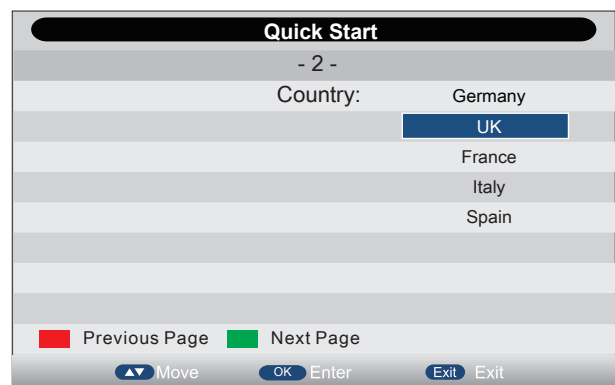 Quick Start
- 2 -
Country: Germany
UK
France
Italy
Spain
Previous Page Next Page
▲▼ Move OK Enter Exit Exit